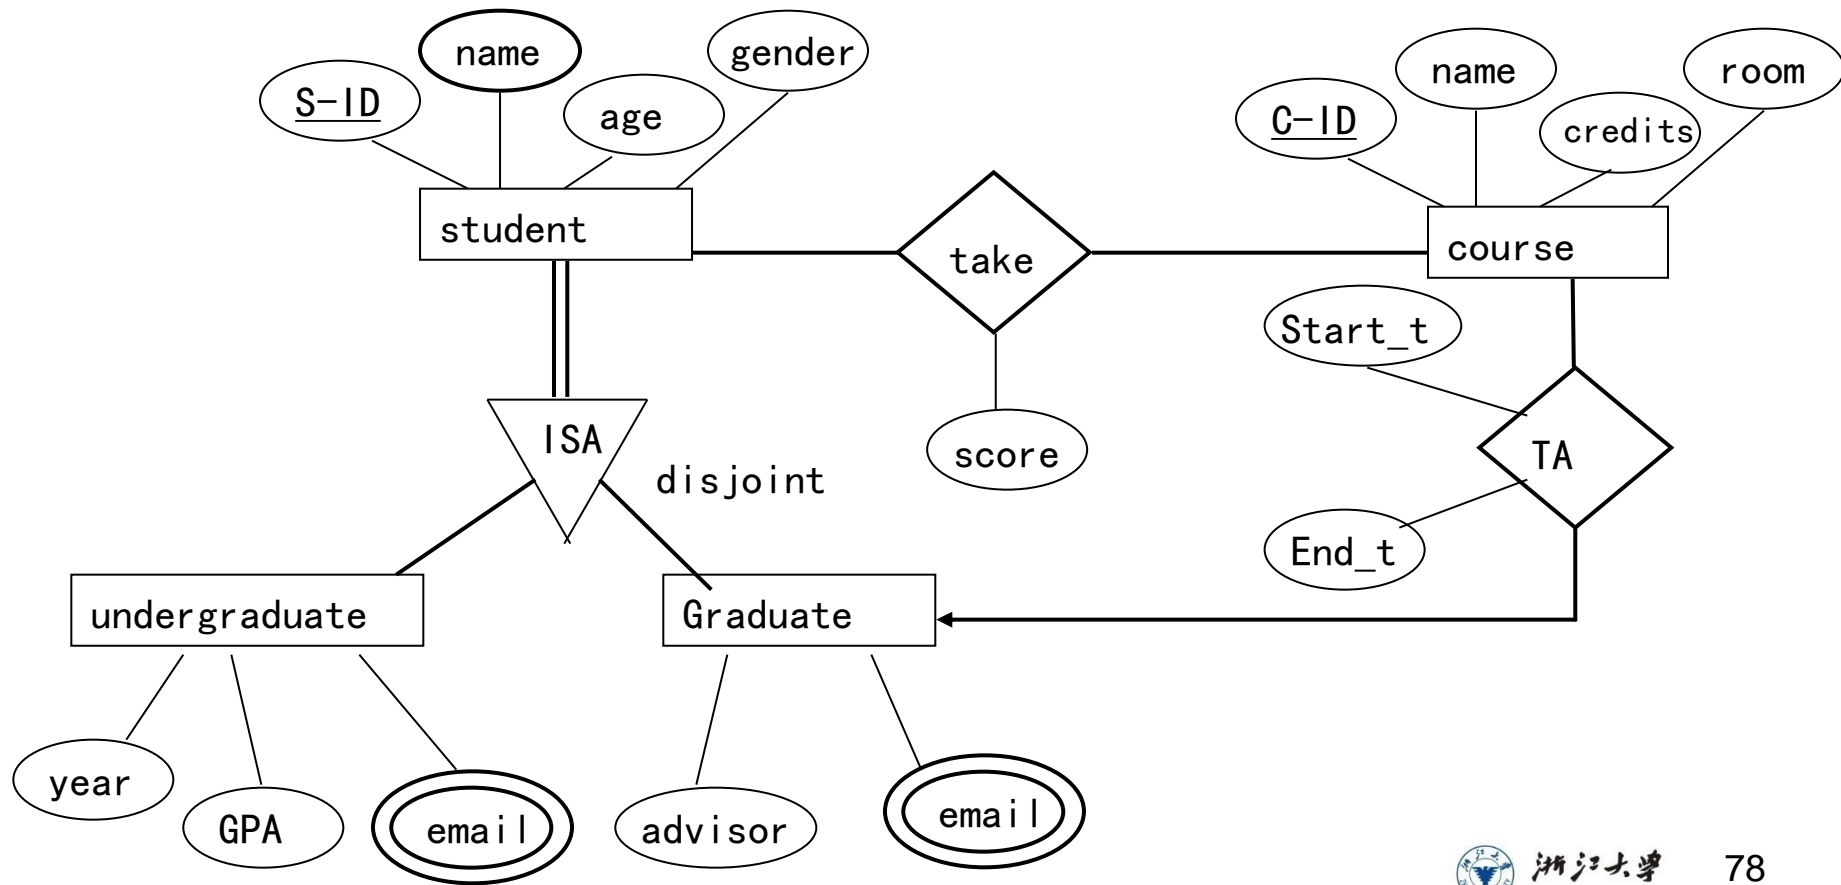 name
gender
S-ID
age
name
room
C-ID
credits
student
take
course
Start_t
ISA
disjoint
score
TA
End_t
undergraduate
Graduate
year
GPA
email
advisor
email
浙江大学
78